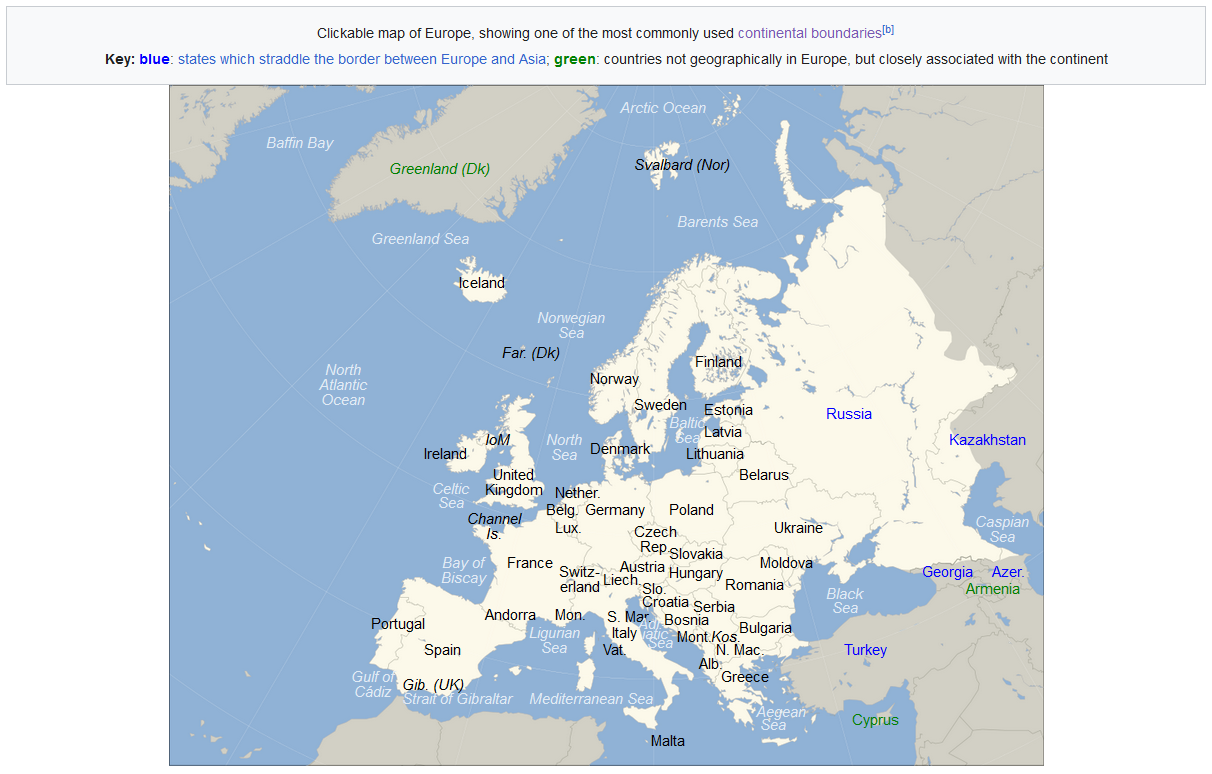 Clickable map of Europe, showing one of the most commonly used continental boundaries[b]
Key: blue: states which straddle the border between Europe and Asia; green: countries not geographically in Europe, but closely associated with the continent
Arctic Ocean
Baffin Bay
Svalbard (Nor)
Greenland (Dk)
Barents Sea
Greenland Sea
Iceland
Norwegian
Sea
Far. (Dk)
Finland
North
Atlantic
Ocean
Norway
Sweden
Estonia
Russia
Baltic
Sea
Latvia
IoM
North
Sea
Kazakhstan
Denmark
Ireland
Lithuania
United
Kingdom
Belarus
Celtic
Sea
Nether.
Belg.
Germany
Poland
Channel
Is.
Lux.
Ukraine
Caspian
Sea
Czech
Rep.
Slovakia
Bay of
Biscay
France
Moldova
Austria
Switz-
erland
Liech.
Hungary
Georgia
Azer.
Armenia
Romania
Slo.
Croatia
Black
Sea
Serbia
Andorra
Mon.
S. Mar.
Bosnia
Portugal
Adr-
iatic
Sea
Bulgaria
Ligurian
Sea
Italy
Mont.
Kos.
Spain
Vat.
N. Mac.
Turkey
Alb.
Greece
Gulf of
Cádiz
Gib. (UK)
Strait of Gibraltar
Mediterranean Sea
Aegean
Sea
Cyprus
Malta